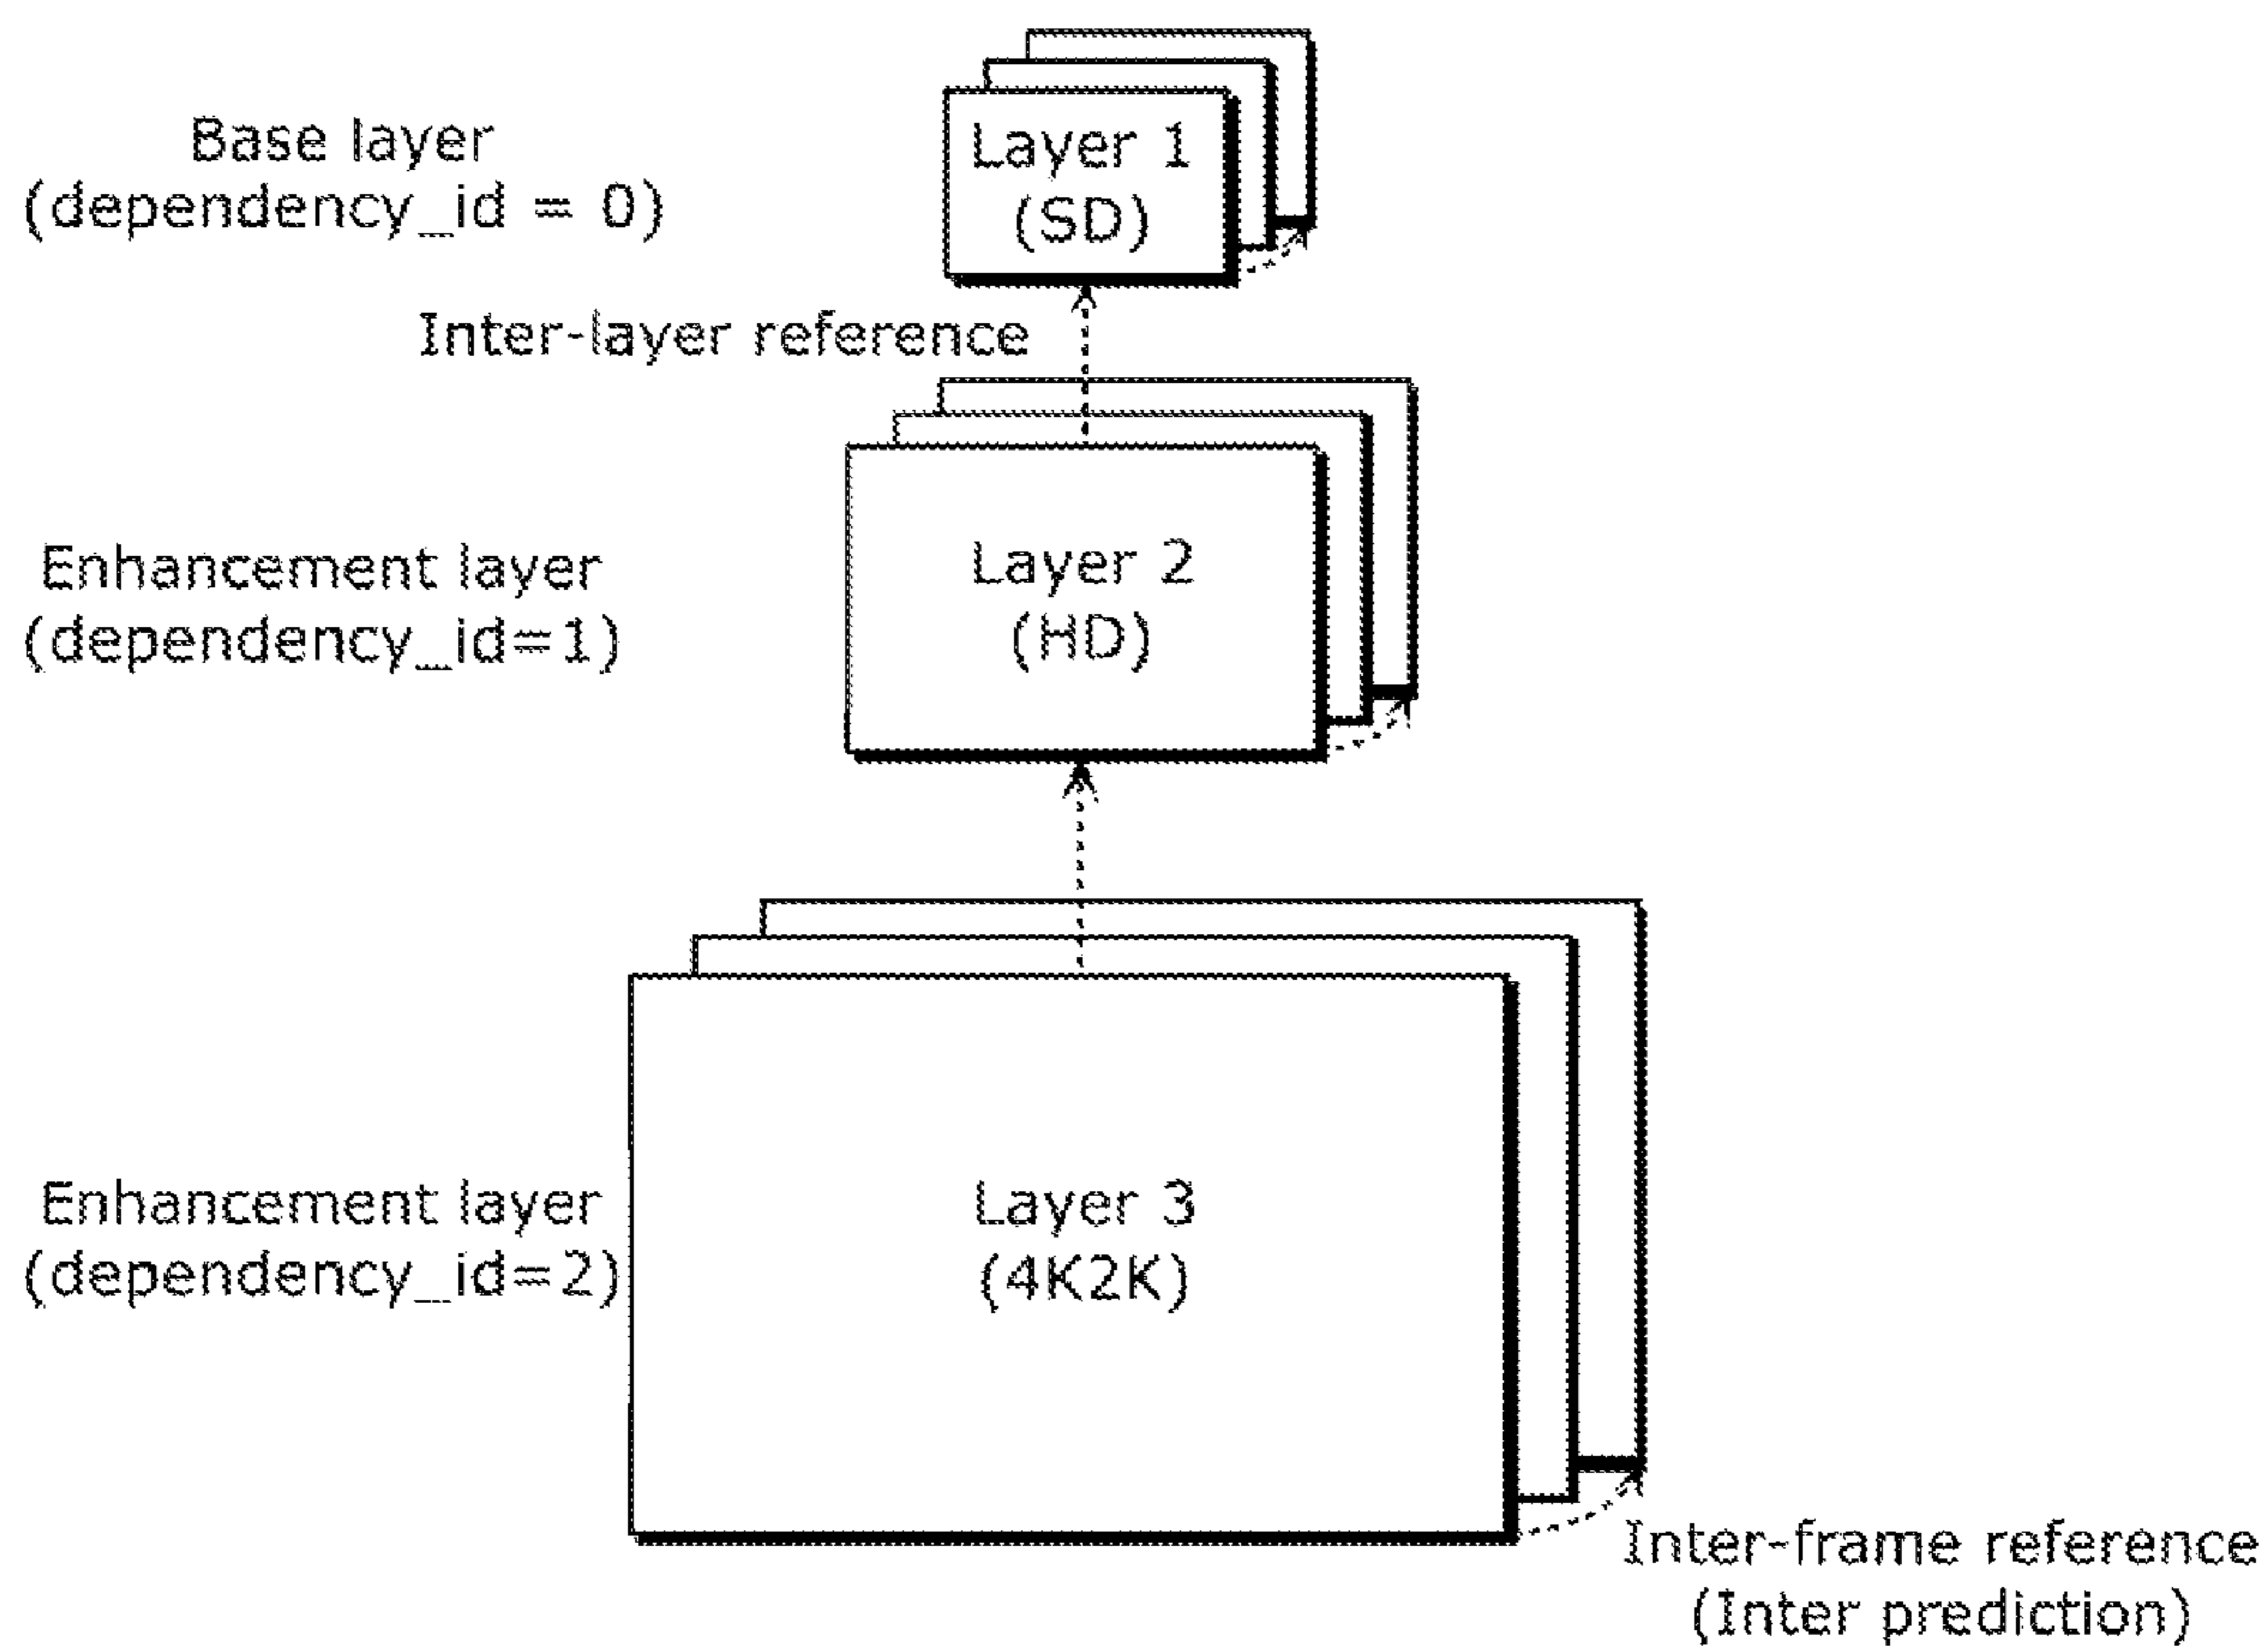 Base layer
(dependency_id = 0)
Layer 1
(SD)
Inter-layer reference
Enhancement layer
(dependency_id=1)
Layer 2
(HD)
Enhancement layer
(dependency_id=2)
Layer 3
(4K2K)
Inter-frame reference
(Inter prediction)